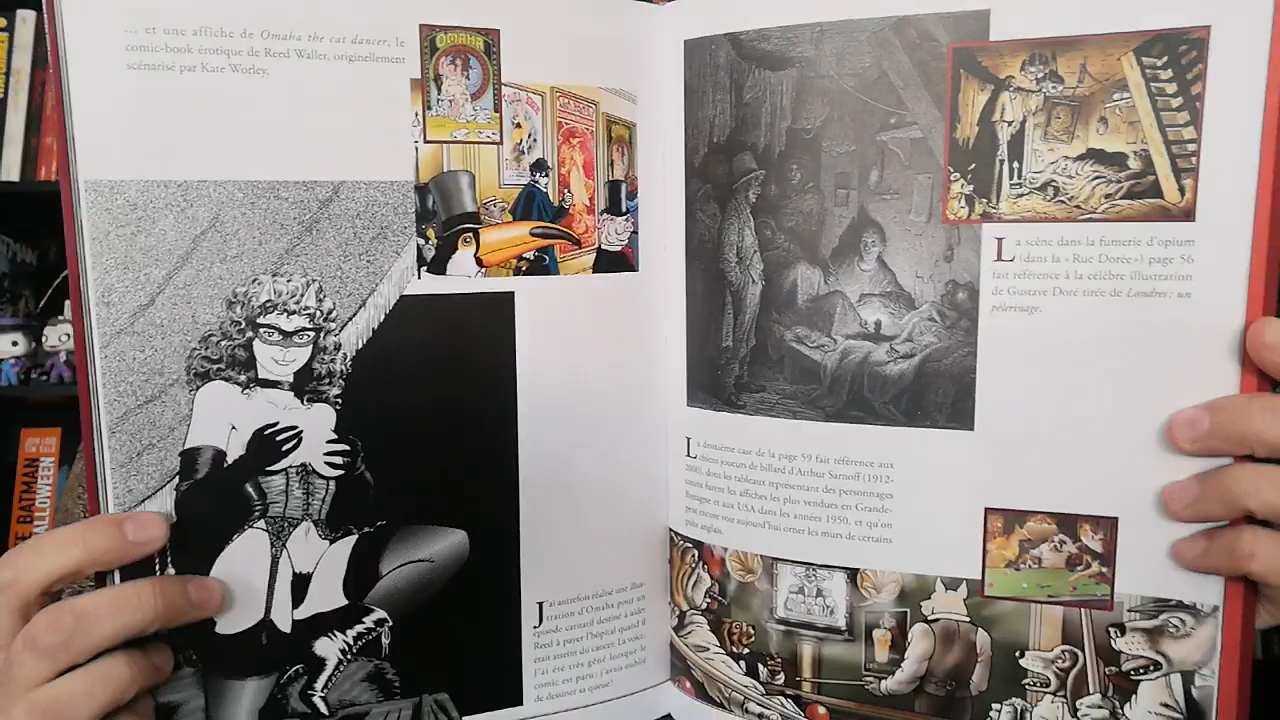 ... et une affiche de Omaha the cat dancer, le
comic-book érotique de Reed Waller, originellement
scénarisé par Kate Worley.
OMAHA
J'ai autrefois réalisé une illus-
tration d'Omaha pour un
épisode caritatif destiné à aider
Reed à payer l'hôpital quand il
était atteint du cancer. La voici :
J'ai été très gêné lorsque le
comic est paru : j'avais oublié
de dessiner sa queue !
La scène dans la fumerie d'opium
(dans la « Rue Dorée ») page 56
fait référence à la célèbre illustration
de Gustave Doré tirée de Londres : un
pèlerinage.
La deuxième case de la page 59 fait référence aux
chiens joueurs de billard d'Arthur Sarnoff (1912-
2000), dont les tableaux représentant des personnages
canins furent les affiches les plus vendues en Grande-
Bretagne et aux USA dans les années 1950, et qu'on
peut encore voir aujourd'hui orner les murs de certains
pubs anglais.
BATMAN
HALLOWEEN